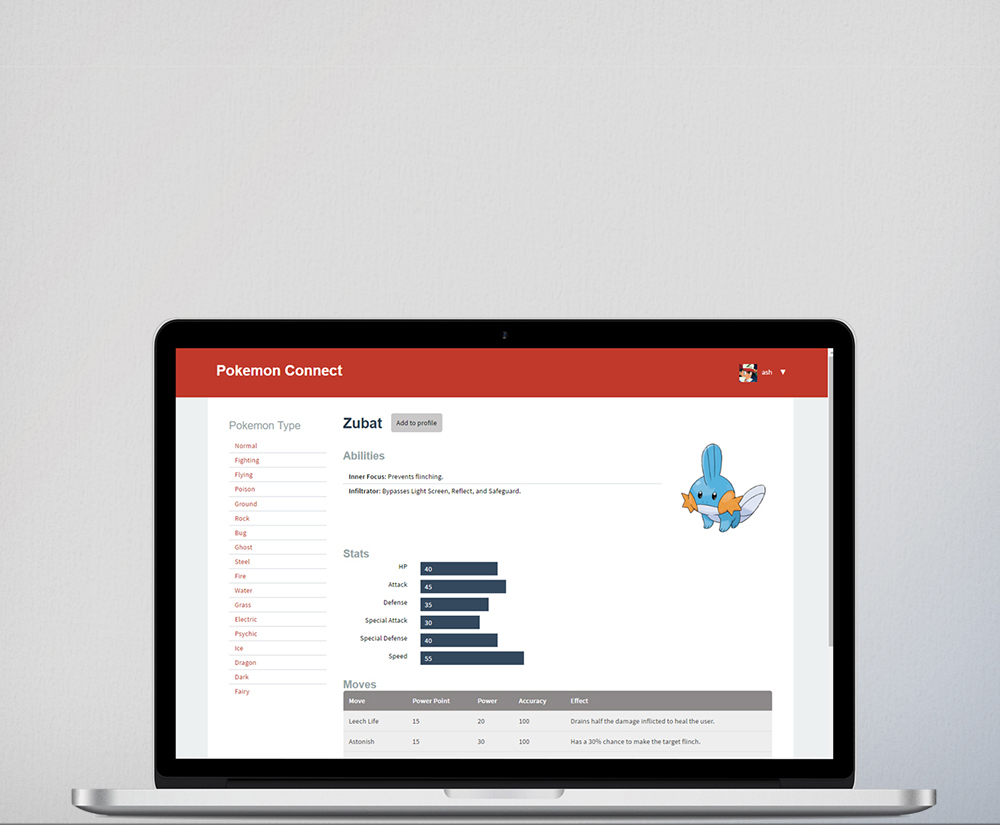 Pokemon Connect
ash ▼
Pokemon Type
Normal
Fighting
Flying
Poison
Ground
Rock
Bug
Ghost
Steel
Fire
Water
Grass
Electric
Psychic
Ice
Dragon
Dark
Fairy
Zubat Add to profile
Abilities
Inner Focus: Prevents flinching.
Infiltrator: Bypasses Light Screen, Reflect, and Safeguard.
Stats
HP 40
Attack 45
Defense 35
Special Attack 30
Special Defense 40
Speed 55
Moves
Move Power Point Power Accuracy Effect
Leech Life 15 20 100 Drains half the damage inflicted to heal the user.
Astonish 15 30 100 Has a 30% chance to make the target flinch.